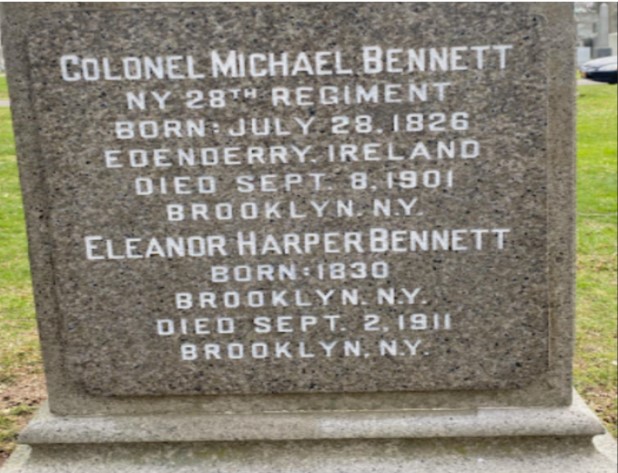 COLONEL MICHAEL BENNETT
NY 28TH REGIMENT
BORN: JULY 28, 1826
EDENDERRY, IRELAND
DIED SEPT. 8, 1901
BROOKLYN, N.Y.
ELEANOR HARPER BENNETT
BORN: 1830
BROOKLYN, N.Y.
DIED SEPT. 2, 1911
BROOKLYN, N.Y.